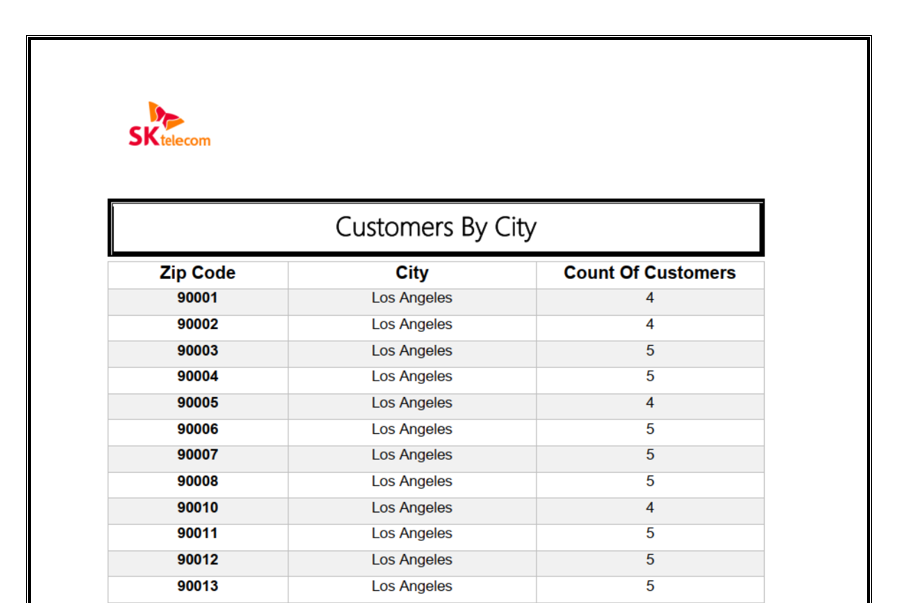 SK telecom
Customers By City
Zip Code City Count Of Customers
90001 Los Angeles 4
90002 Los Angeles 4
90003 Los Angeles 5
90004 Los Angeles 5
90005 Los Angeles 4
90006 Los Angeles 5
90007 Los Angeles 5
90008 Los Angeles 5
90010 Los Angeles 4
90011 Los Angeles 5
90012 Los Angeles 5
90013 Los Angeles 5